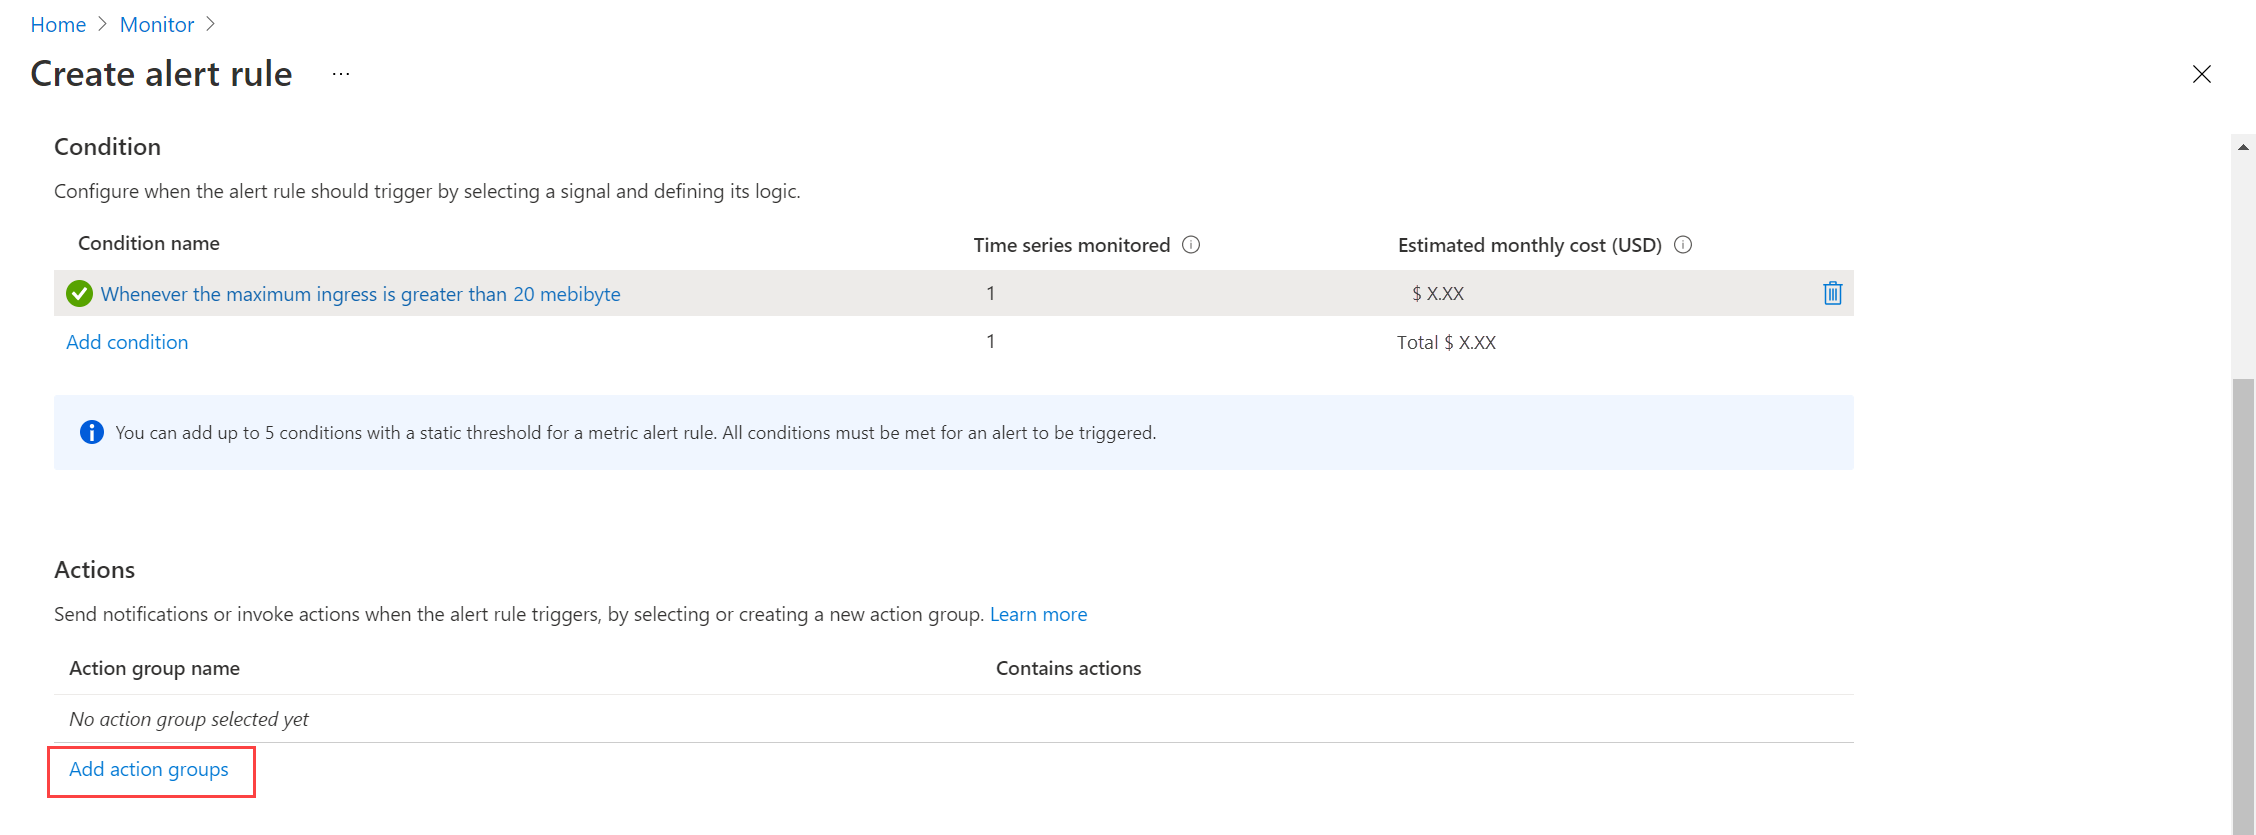 Home > Monitor >
Create alert rule ...
Condition
Configure when the alert rule should trigger by selecting a signal and defining its logic.
Condition name Time series monitored Estimated monthly cost (USD)
Whenever the maximum ingress is greater than 20 mebibyte 1 $ X.XX
Add condition 1 Total $ X.XX
You can add up to 5 conditions with a static threshold for a metric alert rule. All conditions must be met for an alert to be triggered.
Actions
Send notifications or invoke actions when the alert rule triggers, by selecting or creating a new action group. Learn more
Action group name Contains actions
No action group selected yet
Add action groups